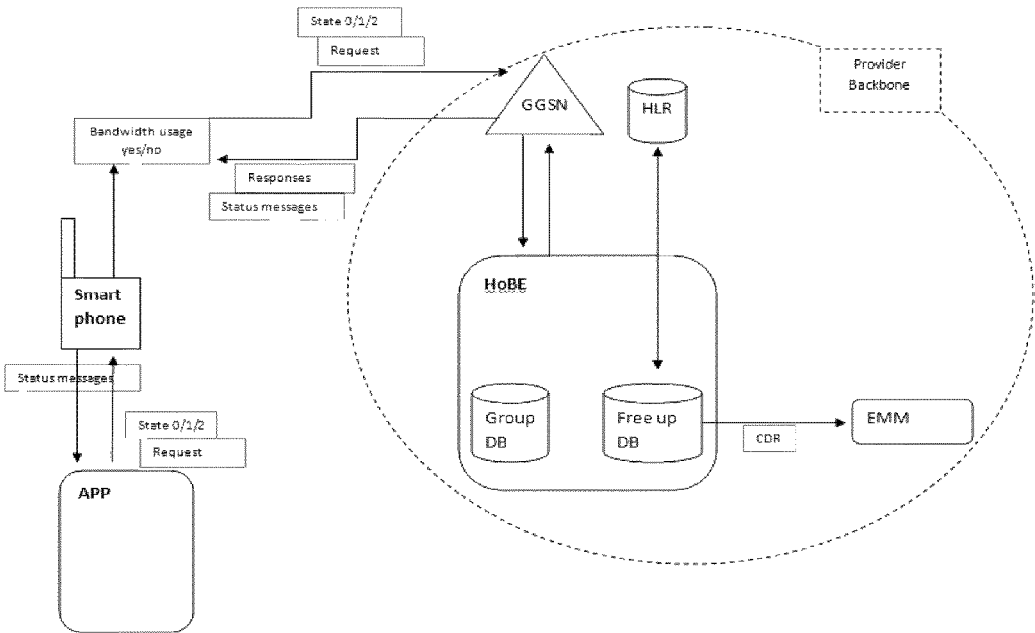 State 0/1/2
Request
Provider
Backbone
GGSN
HLR
Bandwidth usage
yes/no
Responses
Status messages
HoBE
Smart
phone
Status messages
Group
DB
Free up
DB
EMM
CDR
State 0/1/2
Request
APP